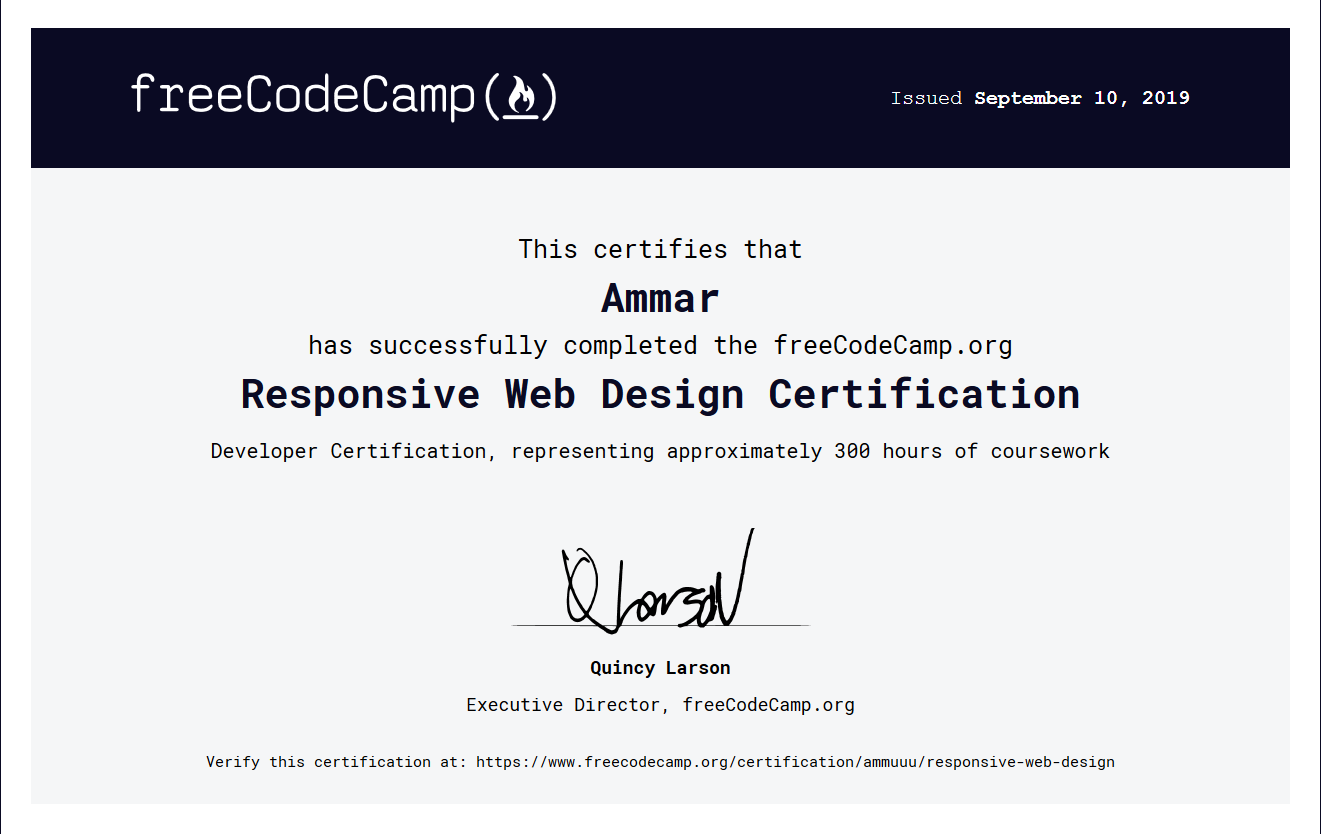 freeCodeCamp(🔥)
Issued September 10, 2019
This certifies that
Ammar
has successfully completed the freeCodeCamp.org
Responsive Web Design Certification
Developer Certification, representing approximately 300 hours of coursework
Q Larson
Quincy Larson
Executive Director, freeCodeCamp.org
Verify this certification at: https://www.freecodecamp.org/certification/ammuuu/responsive-web-design